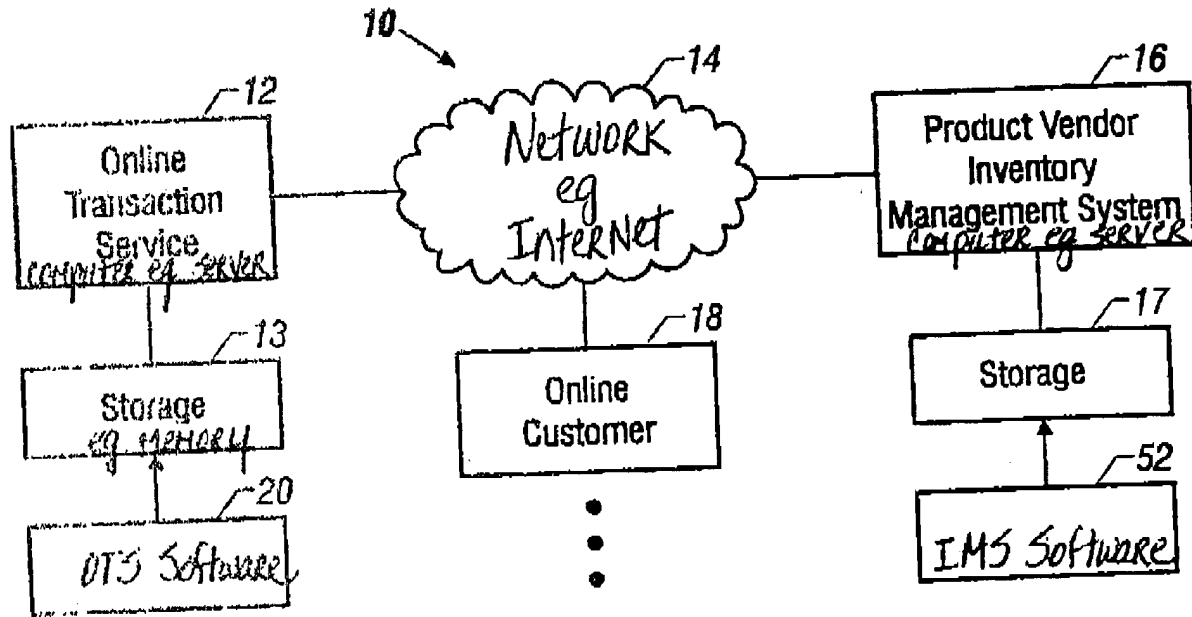 10
12
14
16
Online
Transaction
Service
COMPUTER eg SERVER
Network
eg
InterNet
Product Vendor
Inventory
Management System
COMPUTER eg SERVER
13
18
17
Storage
eg MEMORY
Online
Customer
Storage
20
52
OTS Software
IMS Software